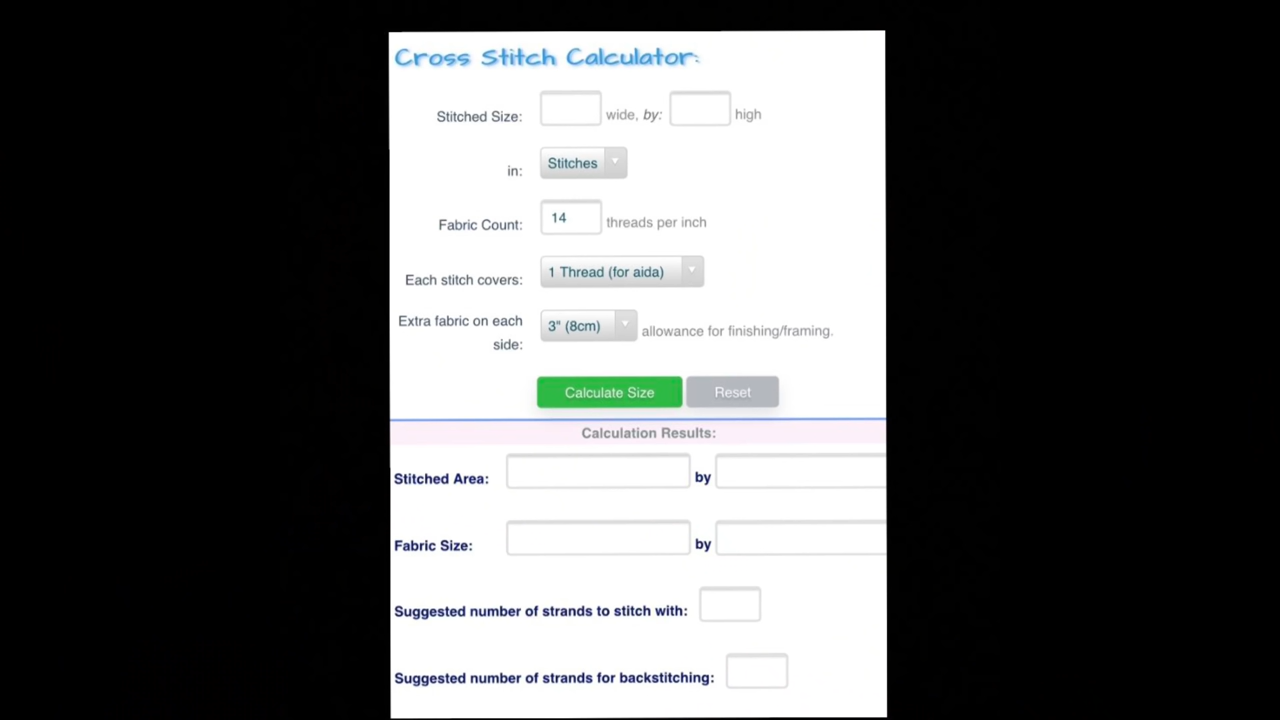 Cross Stitch Calculator:
Stitched Size: wide, by: high
in: Stitches
Fabric Count: 14 threads per inch
Each stitch covers: 1 Thread (for aida)
Extra fabric on each
side: 3" (8cm) allowance for finishing/framing.
Calculate Size Reset
Calculation Results:
Stitched Area: by
Fabric Size: by
Suggested number of strands to stitch with:
Suggested number of strands for backstitching: